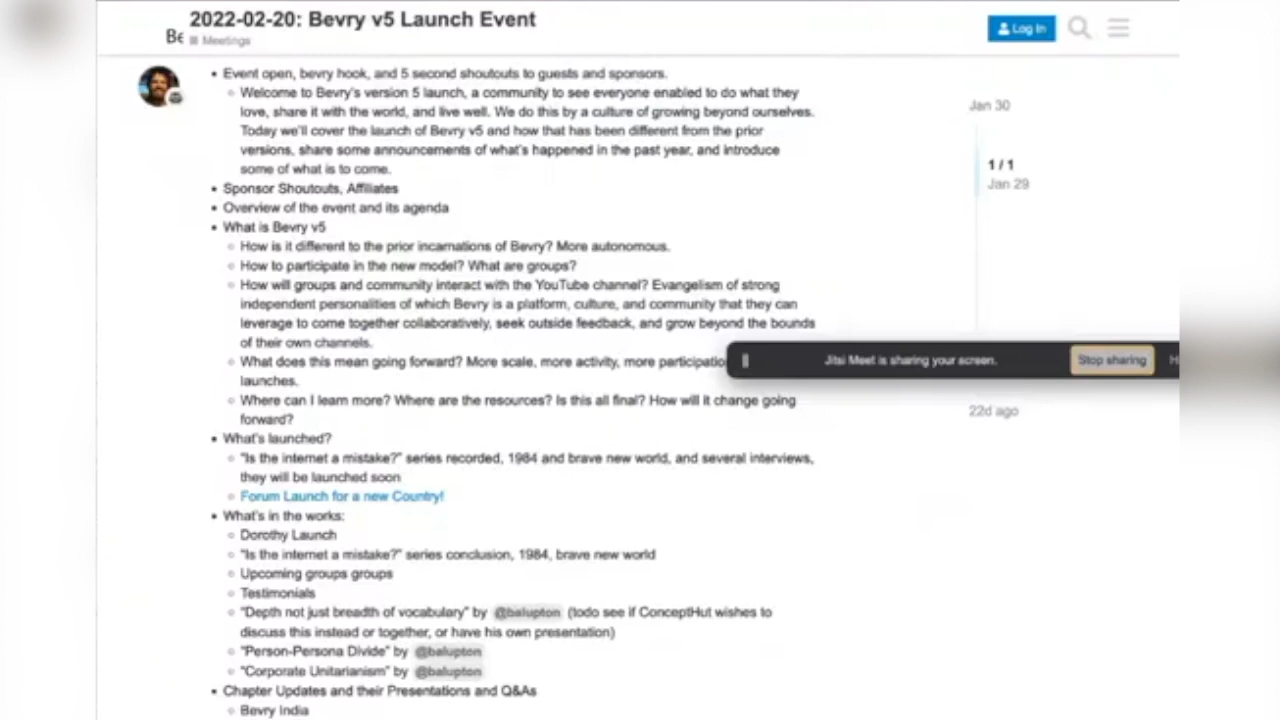 2022-02-20: Bevry v5 Launch Event
Be
Meetings
Log In
• Event open, bevry hook, and 5 second shoutouts to guests and sponsors.
Welcome to Bevry's version 5 launch, a community to see everyone enabled to do what they
love, share it with the world, and live well. We do this by a culture of growing beyond ourselves.
Today we'll cover the launch of Bevry v5 and how that has been different from the prior
versions, share some announcements of what's happened in the past year, and introduce
some of what is to come.
• Sponsor Shoutouts, Affiliates
• Overview of the event and its agenda
• What is Bevry v5
How is it different to the prior incarnations of Bevry? More autonomous.
How to participate in the new model? What are groups?
How will groups and community interact with the YouTube channel? Evangelism of strong
independent personalities of which Bevry is a platform, culture, and community that they can
leverage to come together collaboratively, seek outside feedback, and grow beyond the bounds
of their own channels.
What does this mean going forward? More scale, more activity, more participatio
launches.
Where can I learn more? Where are the resources? Is this all final? How will it change going
forward?
• What's launched?
"Is the internet a mistake?" series recorded, 1984 and brave new world, and several interviews,
they will be launched soon
Forum Launch for a new Country!
• What's in the works:
Dorothy Launch
"Is the internet a mistake?" series conclusion, 1984, brave new world
Upcoming groups groups
Testimonials
"Depth not just breadth of vocabulary" by @balupton (todo see if ConceptHut wishes to
discuss this instead or together, or have his own presentation)
"Person-Persona Divide" by @balupton
"Corporate Unitarianism" by @balupton
• Chapter Updates and their Presentations and Q&As
Bevry India
Jan 30
1 / 1
Jan 29
Jitsi Meet is sharing your screen.
Stop sharing
H
22d ago